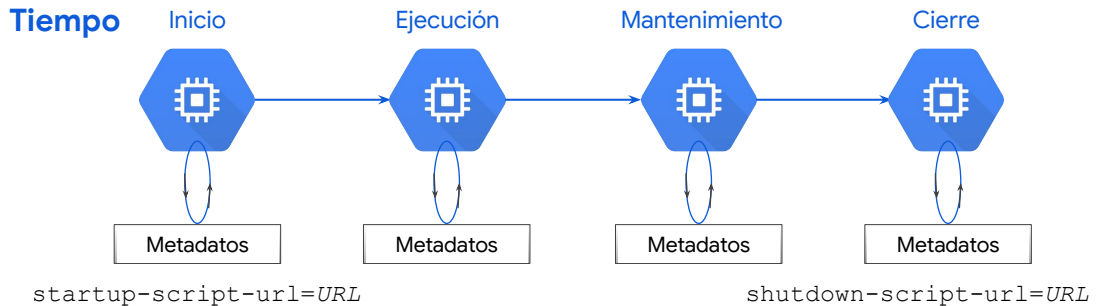 Tiempo Inicio Ejecución Mantenimiento Cierre
Metadatos Metadatos Metadatos Metadatos
startup-script-url=URL shutdown-script-url=URL